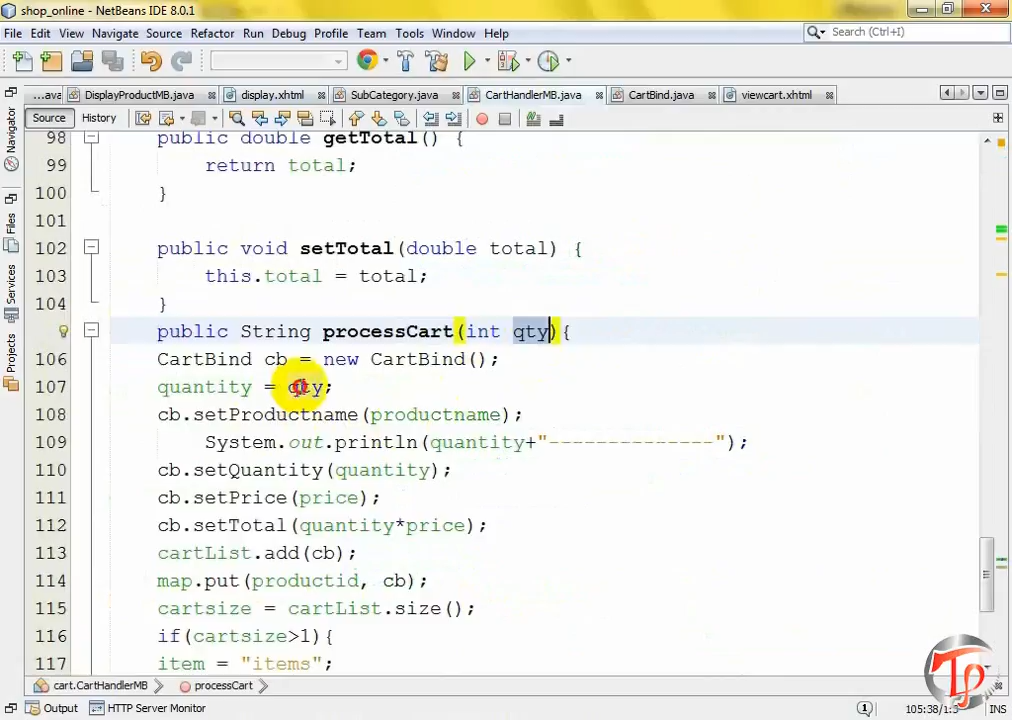 shop_online - NetBeans IDE 8.0.1
File Edit View Navigate Source Refactor Run Debug Profile Team Tools Window Help
Search (Ctrl+I)
...ava DisplayProductMB.java display.xhtml SubCategory.java CartHandlerMB.java CartBind.java viewcart.xhtml
Source History
Navigator
Files
Services
Projects
98 public double getTotal() {
99 return total;
100 }
101
102 public void setTotal(double total) {
103 this.total = total;
104 }
public String processCart(int qty){
106 CartBind cb = new CartBind();
107 quantity = qty;
108 cb.setProductname(productname);
109 System.out.println(quantity+"--------------");
110 cb.setQuantity(quantity);
111 cb.setPrice(price);
112 cb.setTotal(quantity*price);
113 cartList.add(cb);
114 map.put(productid, cb);
115 cartsize = cartList.size();
116 if(cartsize>1){
117 item = "items";
cart.CartHandlerMB processCart
Output HTTP Server Monitor
INS